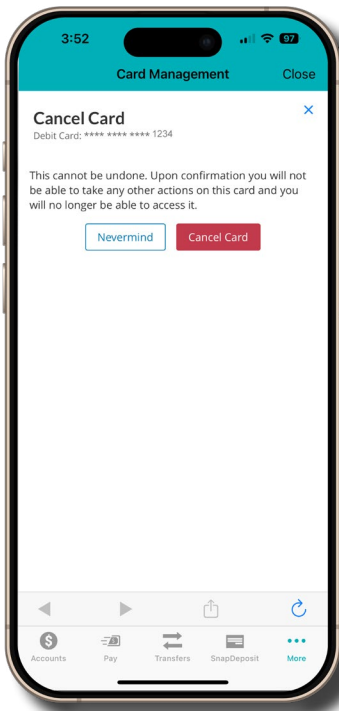 3:52
97
Card Management
Close
Cancel Card
Debit Card: **** **** **** 1234
This cannot be undone. Upon confirmation you will not
be able to take any other actions on this card and you
will no longer be able to access it.
Nevermind
Cancel Card
Accounts
Pay
Transfers
SnapDeposit
More